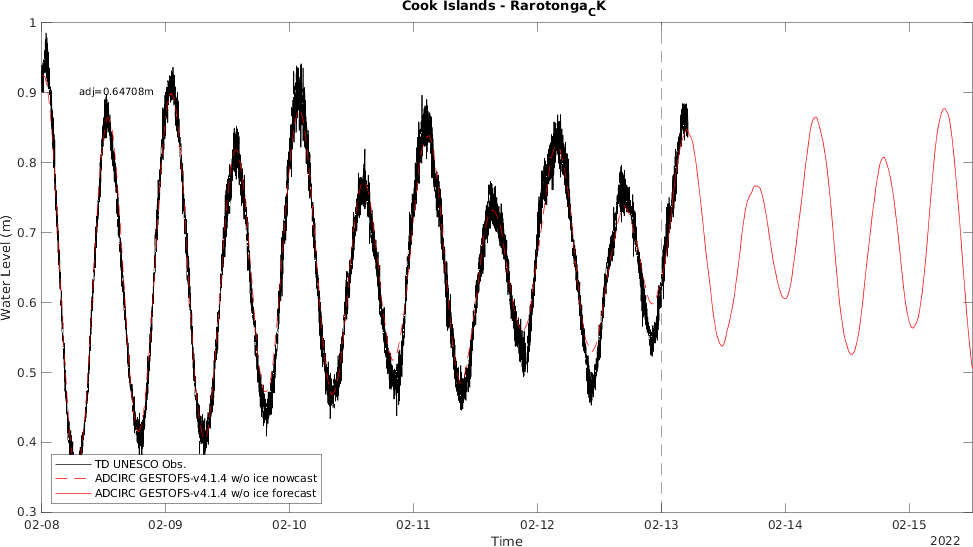 Cook Islands - Rarotonga_CK
1
0.9
0.8
0.7
0.6
0.5
0.4
0.3
Water Level (m)
adj=0.64708m
TD UNESCO Obs.
ADCIRC GESTOFS-v4.1.4 w/o ice nowcast
ADCIRC GESTOFS-v4.1.4 w/o ice forecast
02-08 02-09 02-10 02-11 02-12 02-13 02-14 02-15
Time
2022